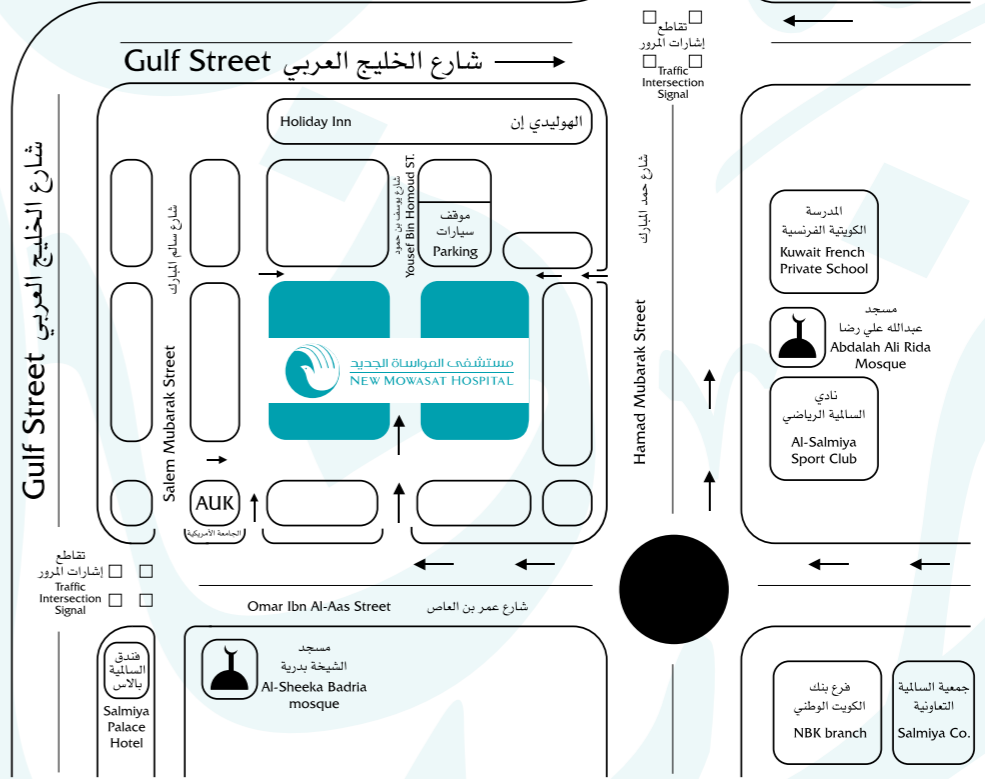 تقاطع
إشارات المرور
Traffic
Intersection
Signal
Gulf Street شارع الخليج العربي
Holiday Inn الهوليدي إن
Gulf Street شارع الخليج العربي
شارع سالم المبارك
Salem Mubarak Street
شارع يوسف بن حمود
Yousef Bin Homoud ST.
موقف
سيارات
Parking
شارع حمد المبارك
Hamad Mubarak Street
المدرسة
الكويتية الفرنسية
Kuwait French
Private School
مسجد
عبدالله علي رضا
Abdalah Ali Rida
Mosque
مستشفى المواساة الجديد
NEW MOWASAT HOSPITAL
نادي
السالمية الرياضي
Al-Salmiya
Sport Club
AUK
الجامعة الأمريكية
تقاطع
إشارات المرور
Traffic
Intersection
Signal
Omar Ibn Al-Aas Street شارع عمر بن العاص
فندق
السالمية
بالاس
Salmiya
Palace
Hotel
مسجد
الشيخة بدرية
Al-Sheeka Badria
mosque
فرع بنك
الكويت الوطني
NBK branch
جمعية السالمية
التعاونية
Salmiya Co.